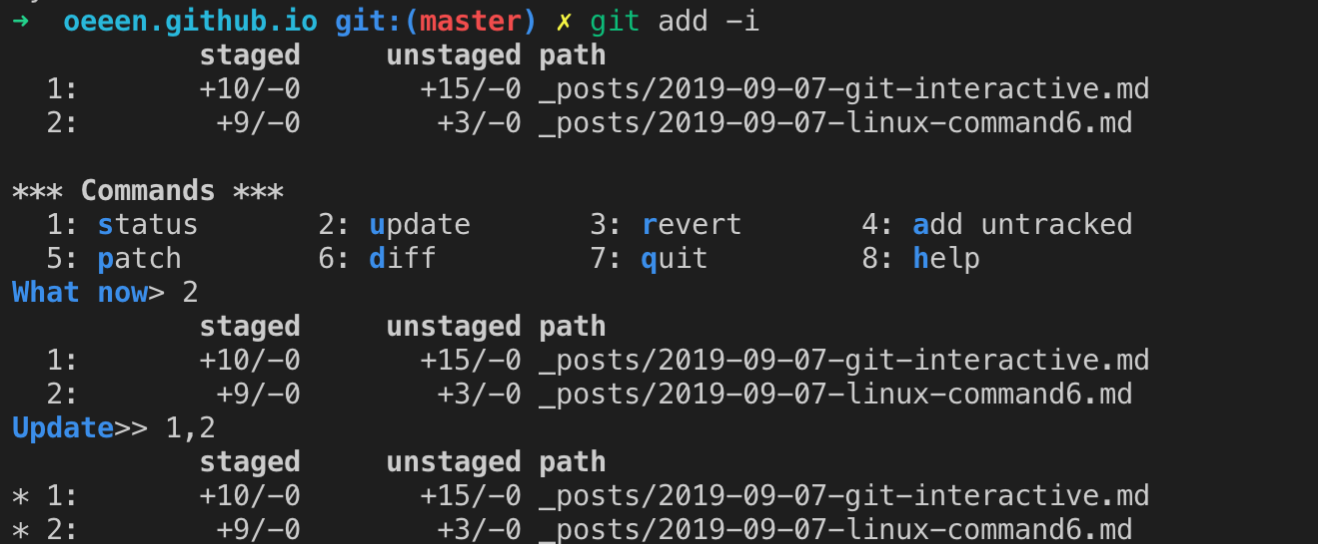 → oeeen.github.io git:(master) ✗ git add -i
staged unstaged path
1: +10/-0 +15/-0 _posts/2019-09-07-git-interactive.md
2: +9/-0 +3/-0 _posts/2019-09-07-linux-command6.md
*** Commands ***
1: status 2: update 3: revert 4: add untracked
5: patch 6: diff 7: quit 8: help
What now> 2
staged unstaged path
1: +10/-0 +15/-0 _posts/2019-09-07-git-interactive.md
2: +9/-0 +3/-0 _posts/2019-09-07-linux-command6.md
Update>> 1,2
staged unstaged path
* 1: +10/-0 +15/-0 _posts/2019-09-07-git-interactive.md
* 2: +9/-0 +3/-0 _posts/2019-09-07-linux-command6.md